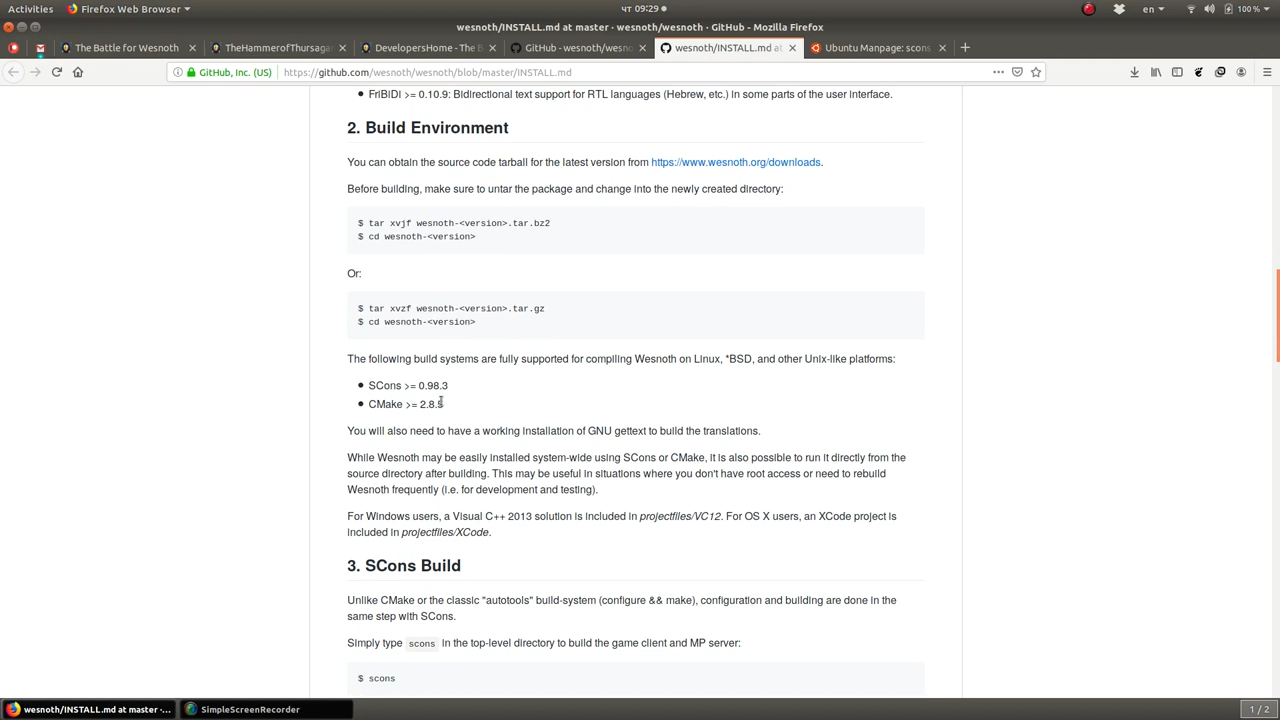 Activities Firefox Web Browser чт 09:29 en 100 %
wesnoth/INSTALL.md at master · wesnoth/wesnoth · GitHub - Mozilla Firefox
The Battle for Wesnoth TheHammerofThursagan DevelopersHome - The B GitHub - wesnoth/wesn wesnoth/INSTALL.md at Ubuntu Manpage: scons
GitHub, Inc. (US) https://github.com/wesnoth/wesnoth/blob/master/INSTALL.md
FriBiDi >= 0.10.9: Bidirectional text support for RTL languages (Hebrew, etc.) in some parts of the user interface.
2. Build Environment
You can obtain the source code tarball for the latest version from https://www.wesnoth.org/downloads.
Before building, make sure to untar the package and change into the newly created directory:
$ tar xvjf wesnoth-<version>.tar.bz2
$ cd wesnoth-<version>
Or:
$ tar xvzf wesnoth-<version>.tar.gz
$ cd wesnoth-<version>
The following build systems are fully supported for compiling Wesnoth on Linux, *BSD, and other Unix-like platforms:
SCons >= 0.98.3
CMake >= 2.8.5
You will also need to have a working installation of GNU gettext to build the translations.
While Wesnoth may be easily installed system-wide using SCons or CMake, it is also possible to run it directly from the
source directory after building. This may be useful in situations where you don't have root access or need to rebuild
Wesnoth frequently (i.e. for development and testing).
For Windows users, a Visual C++ 2013 solution is included in projectfiles/VC12. For OS X users, an XCode project is
included in projectfiles/XCode.
3. SCons Build
Unlike CMake or the classic "autotools" build-system (configure && make), configuration and building are done in the
same step with SCons.
Simply type scons in the top-level directory to build the game client and MP server:
$ scons
wesnoth/INSTALL.md at master ·... SimpleScreenRecorder 1 / 2